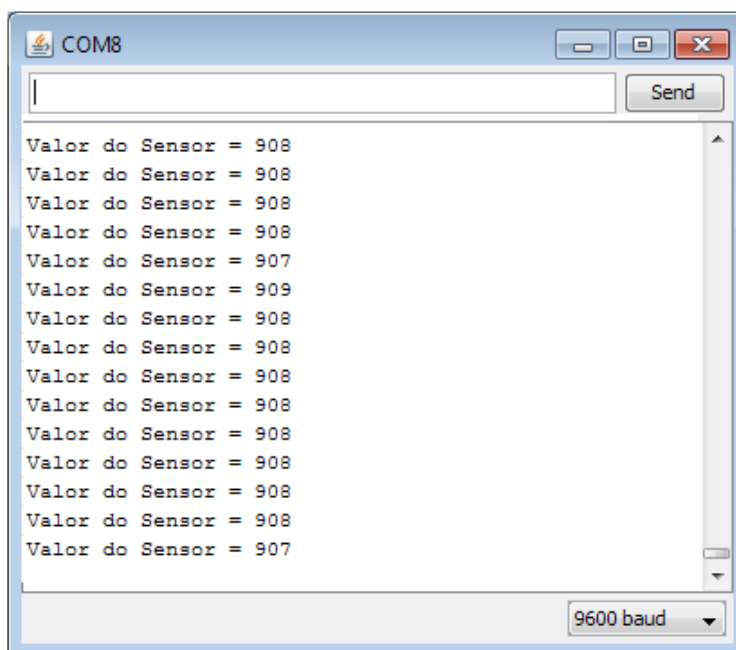 COM8
Send
Valor do Sensor = 908
Valor do Sensor = 908
Valor do Sensor = 908
Valor do Sensor = 908
Valor do Sensor = 907
Valor do Sensor = 909
Valor do Sensor = 908
Valor do Sensor = 908
Valor do Sensor = 908
Valor do Sensor = 908
Valor do Sensor = 908
Valor do Sensor = 908
Valor do Sensor = 908
Valor do Sensor = 908
Valor do Sensor = 907
9600 baud